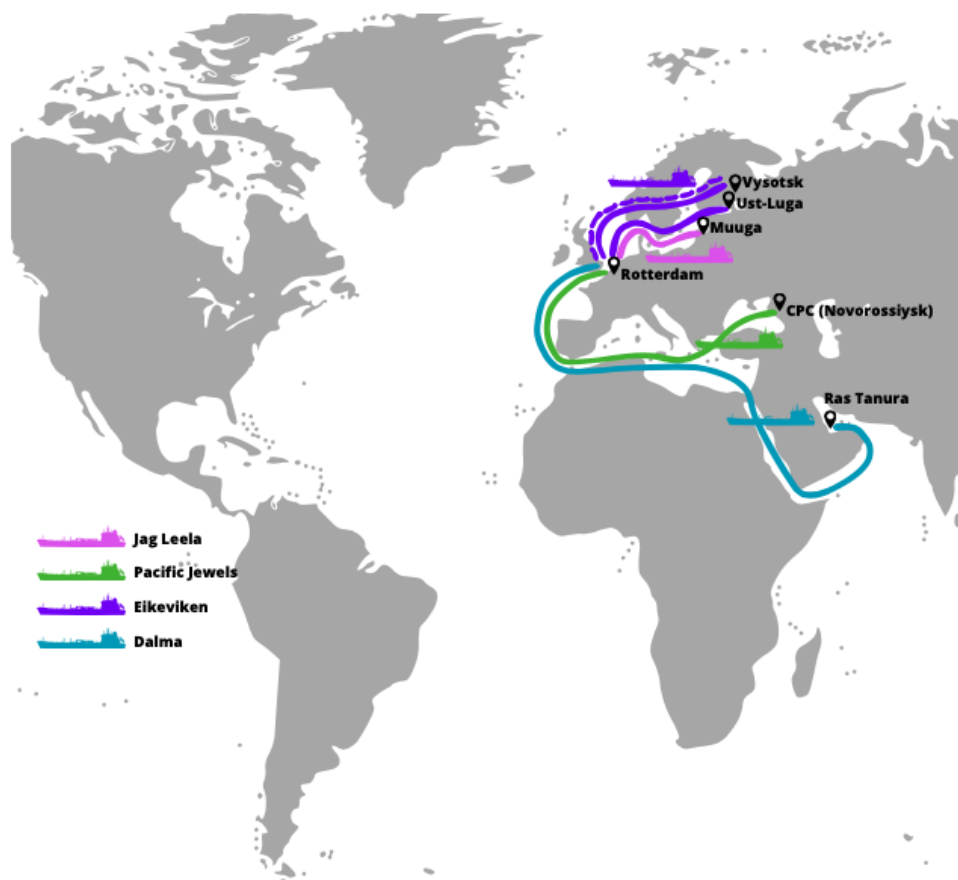 Vysotsk
Ust-Luga
Muuga
Rotterdam
CPC (Novorossiysk)
Ras Tanura
Jag Leela
Pacific Jewels
Eikeviken
Dalma